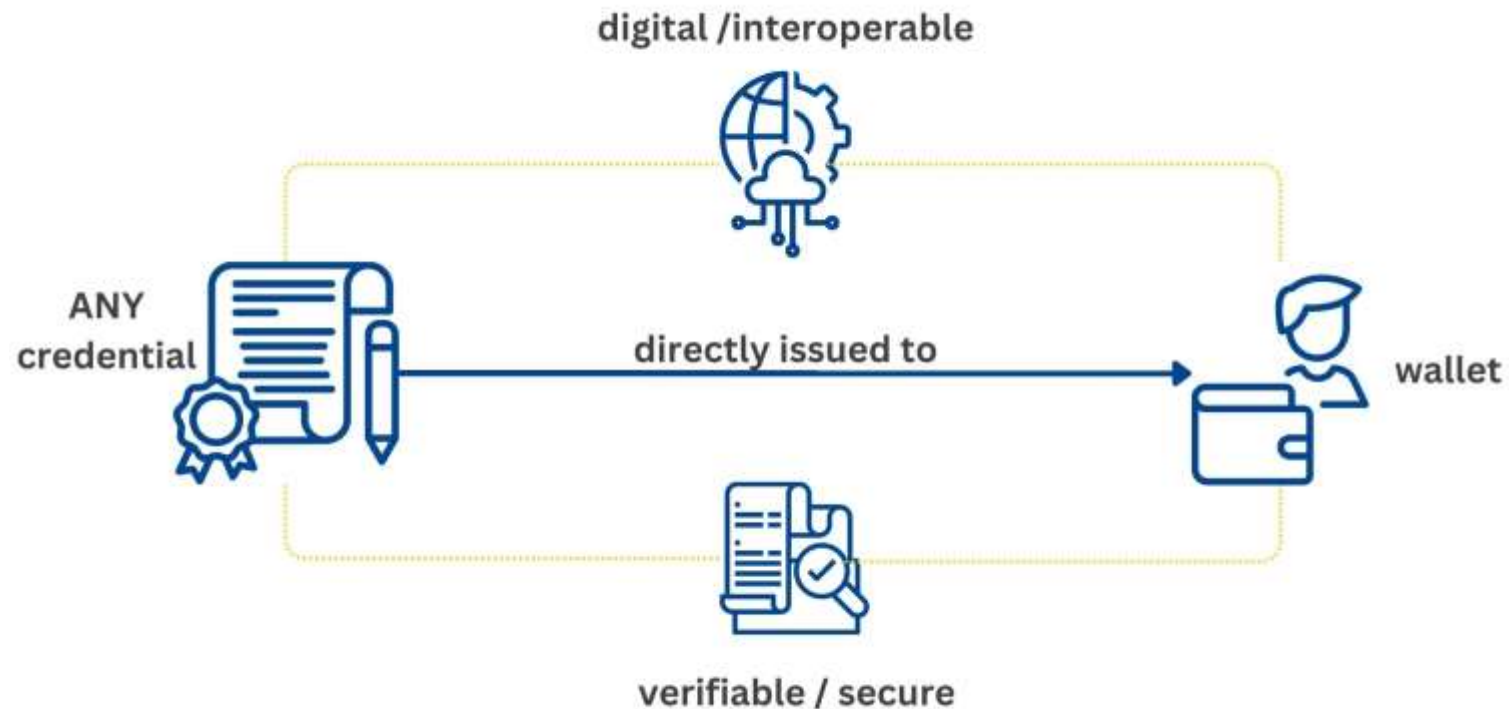 digital /interoperable
ANY
credential
directly issued to
wallet
verifiable / secure